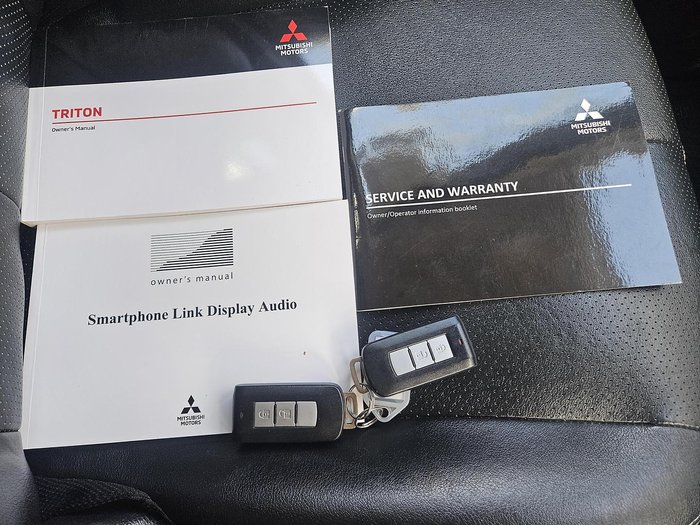 MITSUBISHI
MOTORS
TRITON
Owner's Manual
MITSUBISHI
MOTORS
SERVICE AND WARRANTY
Owner/Operator information booklet
owner's manual
Smartphone Link Display Audio
MITSUBISHI
MOTORS